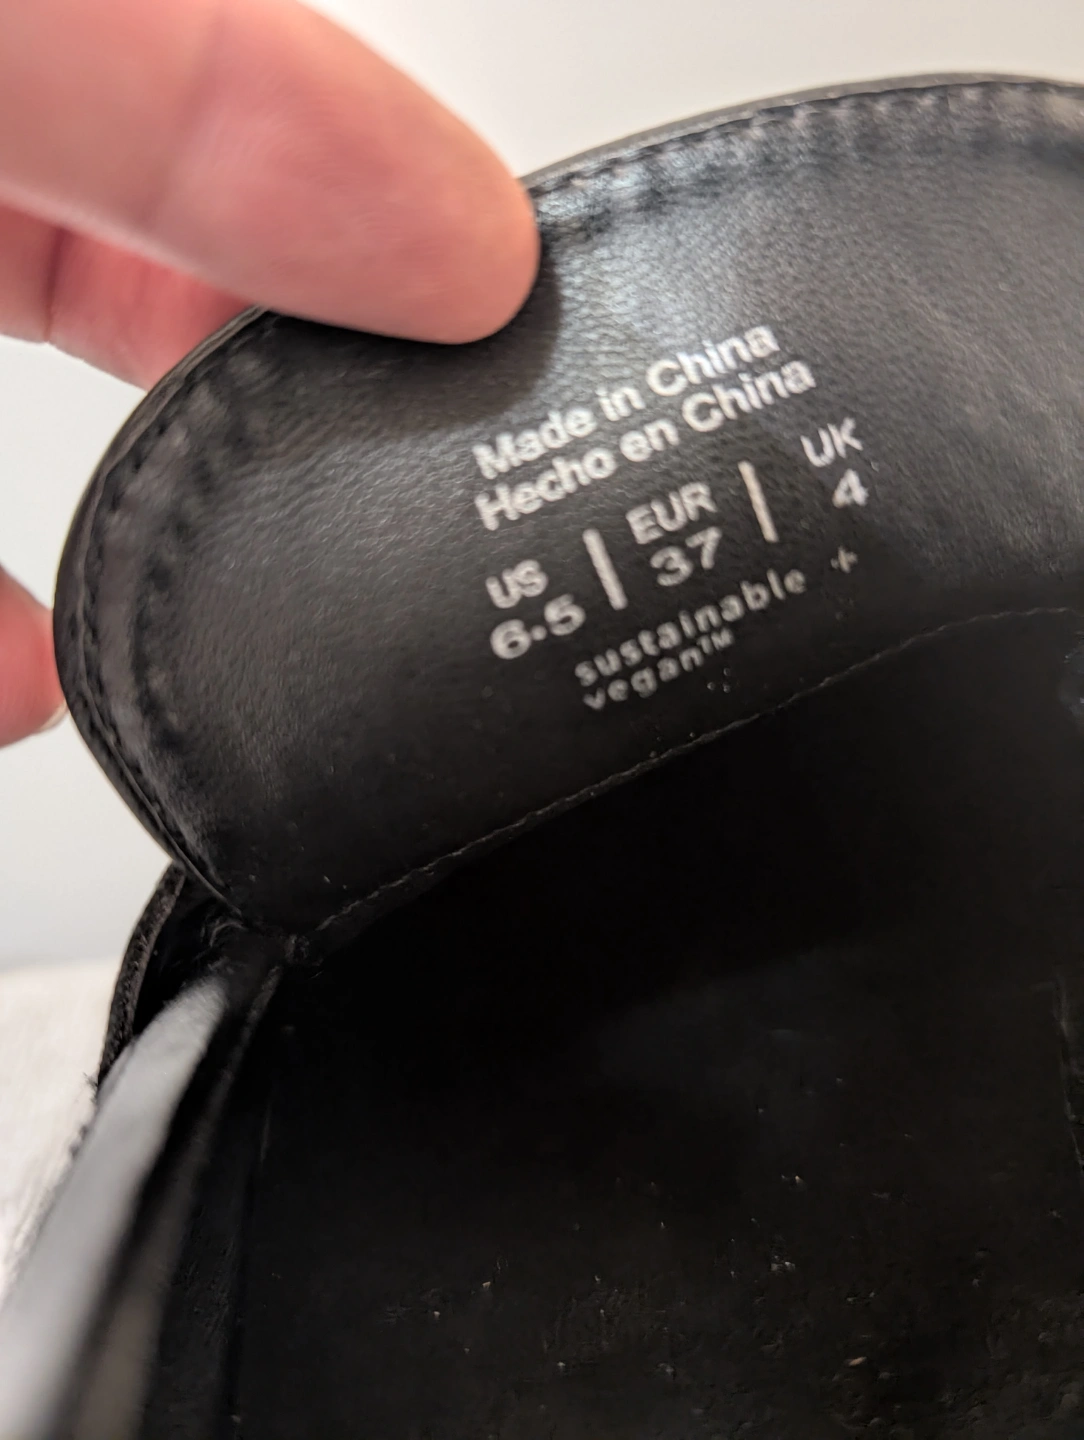 Made in China
Hecho en China
US | EUR | UK
6.5 | 37 | 4
sustainable +
vegan™